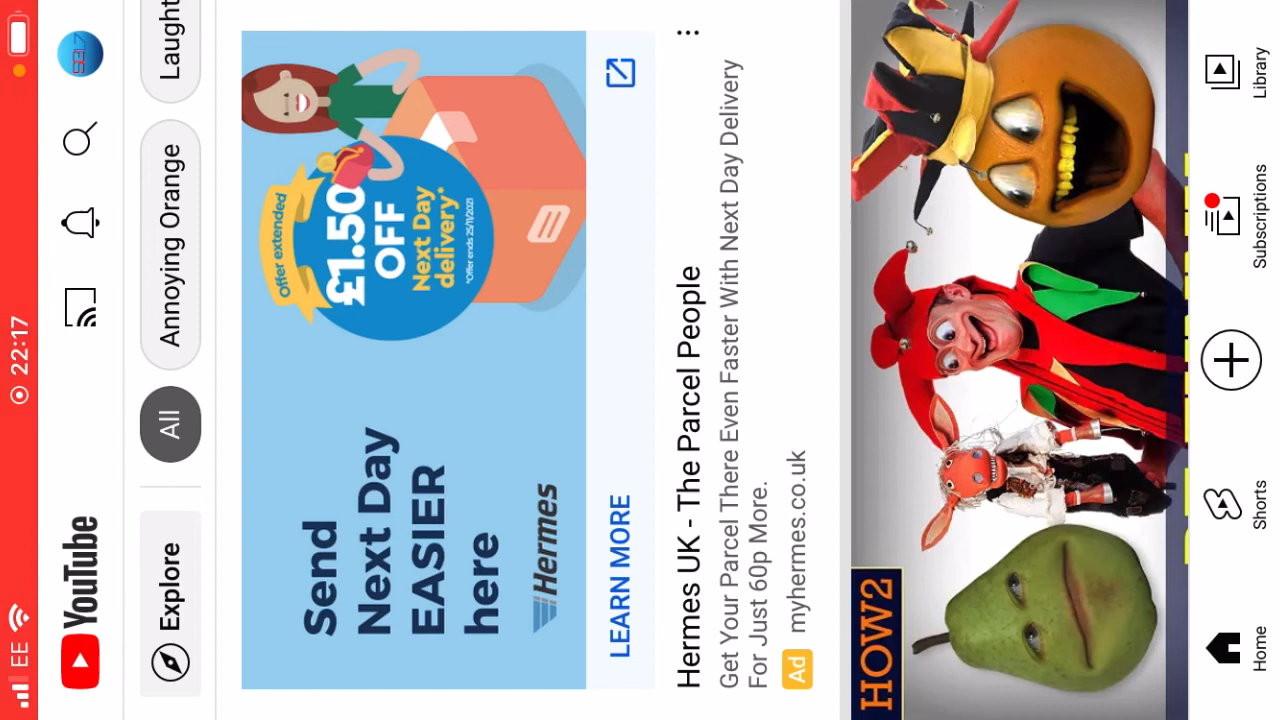 EE 22:17
YouTube
Explore All Annoying Orange Laught
Send
Next Day
EASIER
here
Hermes
Offer extended
£1.50
OFF
Next Day
delivery*
*Offer ends 25/11/2021
LEARN MORE
Hermes UK - The Parcel People
Get Your Parcel There Even Faster With Next Day Delivery
For Just 60p More.
Ad myhermes.co.uk
HOW2
Home Shorts Subscriptions Library